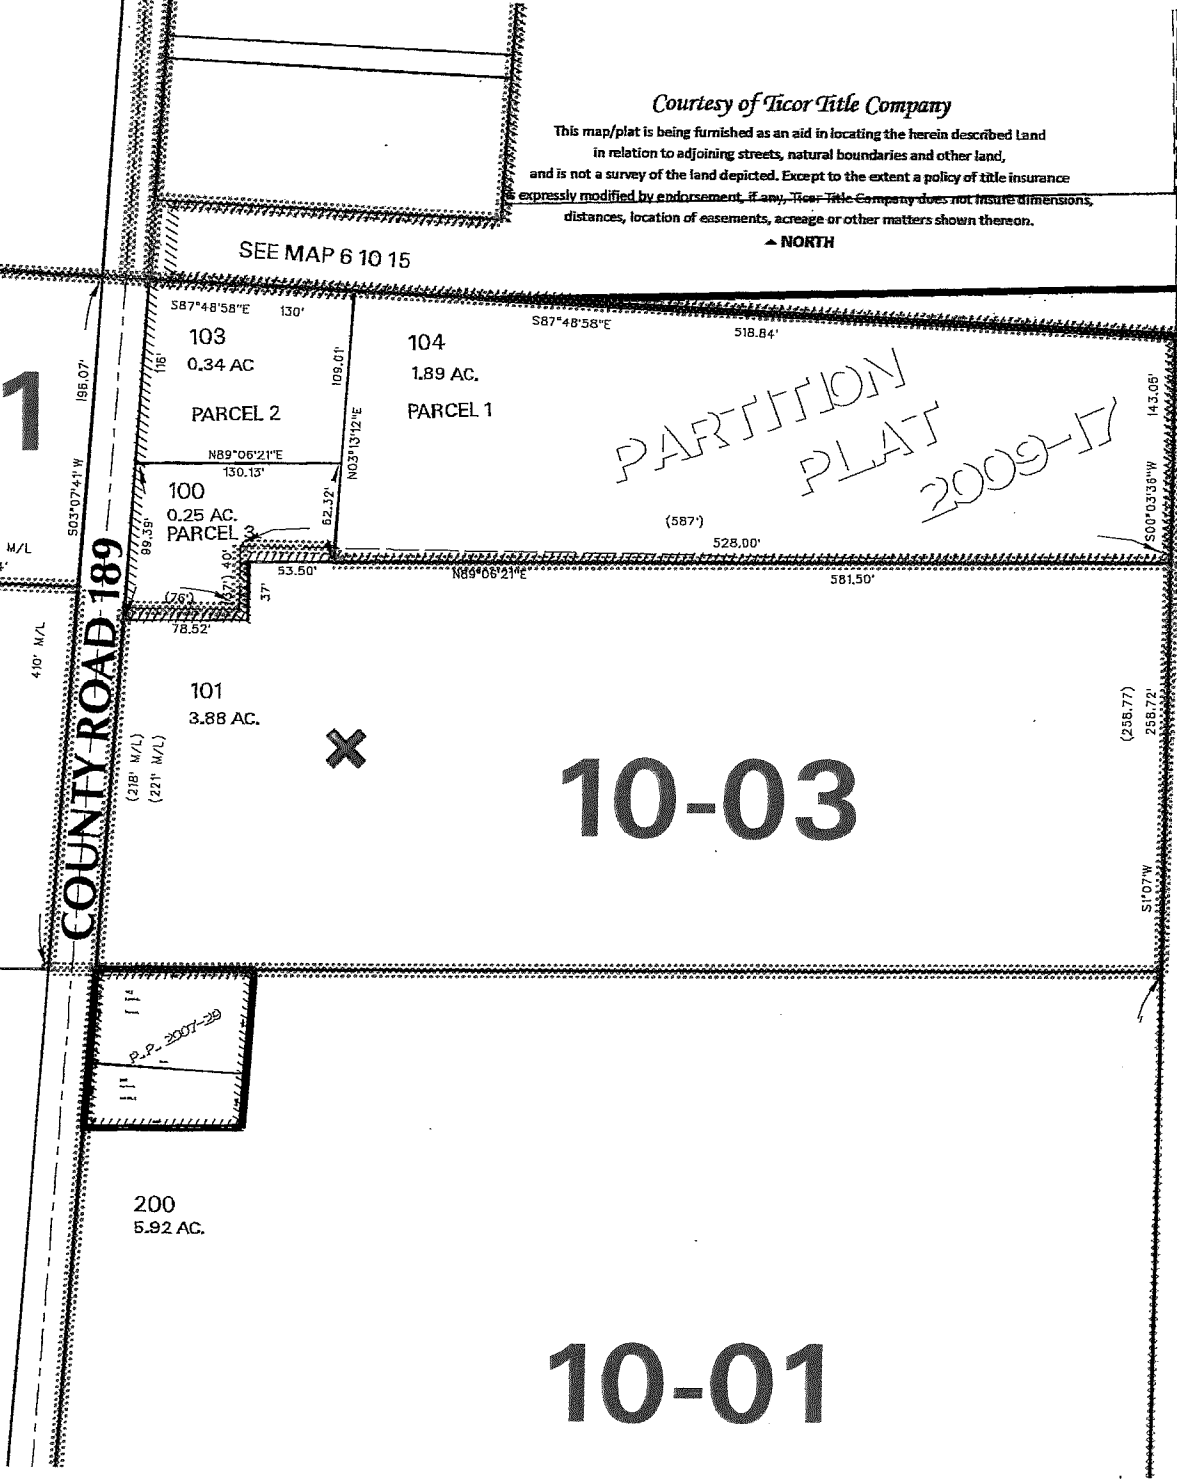 Courtesy of Ticor Title Company
This map/plat is being furnished as an aid in locating the herein described Land
in relation to adjoining streets, natural boundaries and other land,
and is not a survey of the land depicted. Except to the extent a policy of title insurance
is expressly modified by endorsement, if any, Ticor Title Company does not insure dimensions,
distances, location of easements, acreage or other matters shown thereon.
NORTH
SEE MAP 6 10 15
S87°48'58"E 130'
S87°48'58"E
518.84'
103
0.34 AC
PARCEL 2
116'
109.01'
N03°13'12"E
104
1.89 AC.
PARCEL 1
PARTITION
PLAT
2009-17
143.05'
S00°03'36"W
1
196.07'
S03°07'41"W
N89°06'21"E
130.13'
100
0.25 AC.
PARCEL 3
99.39'
62.32'
(587')
528.00'
M/L
40'
(37')
53.50'
N89°06'21"E
581.50'
37'
(76')
78.52'
410' M/L
COUNTY ROAD 189
101
3.88 AC.
(218' M/L)
(221' M/L)
(258.77)
258.72'
10-03
S1°07'W
P.P. 2007-29
200
5.92 AC.
10-01